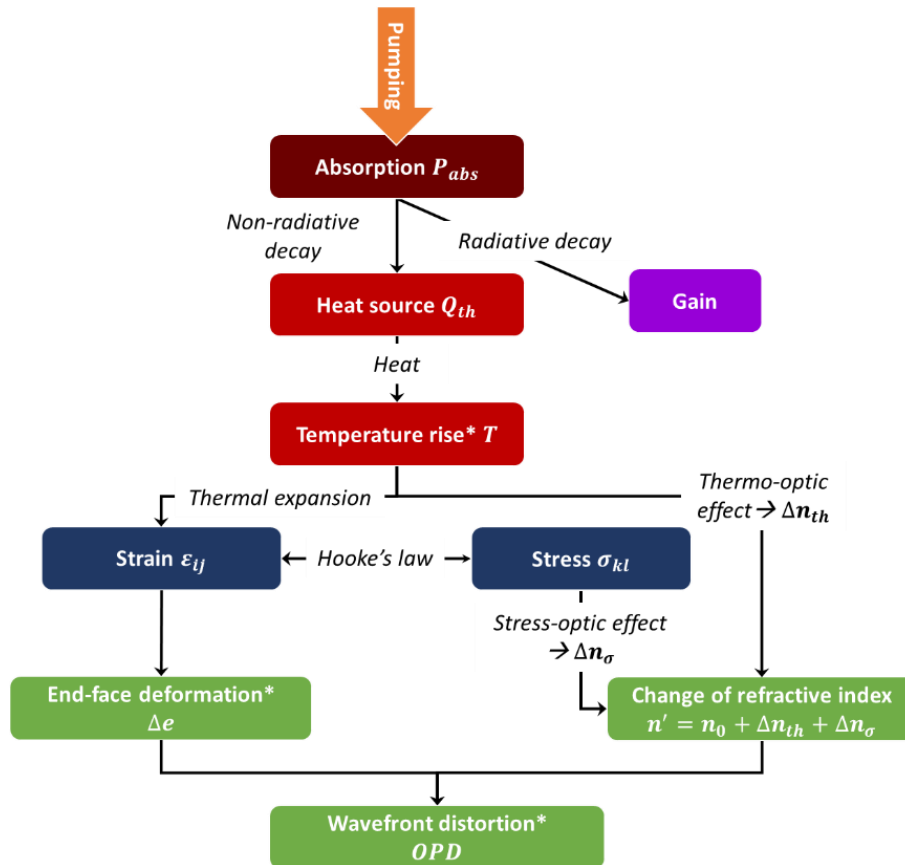 Pumping
Absorption P_abs
Non-radiative
decay
Radiative decay
Heat source Q_th
Gain
Heat
Temperature rise* T
Thermal expansion
Thermo-optic
effect → Δn_th
Strain ε_ij
Hooke's law
Stress σ_kl
Stress-optic effect
→ Δn_σ
End-face deformation*
Δe
Change of refractive index
n′ = n_0 + Δn_th + Δn_σ
Wavefront distortion*
OPD